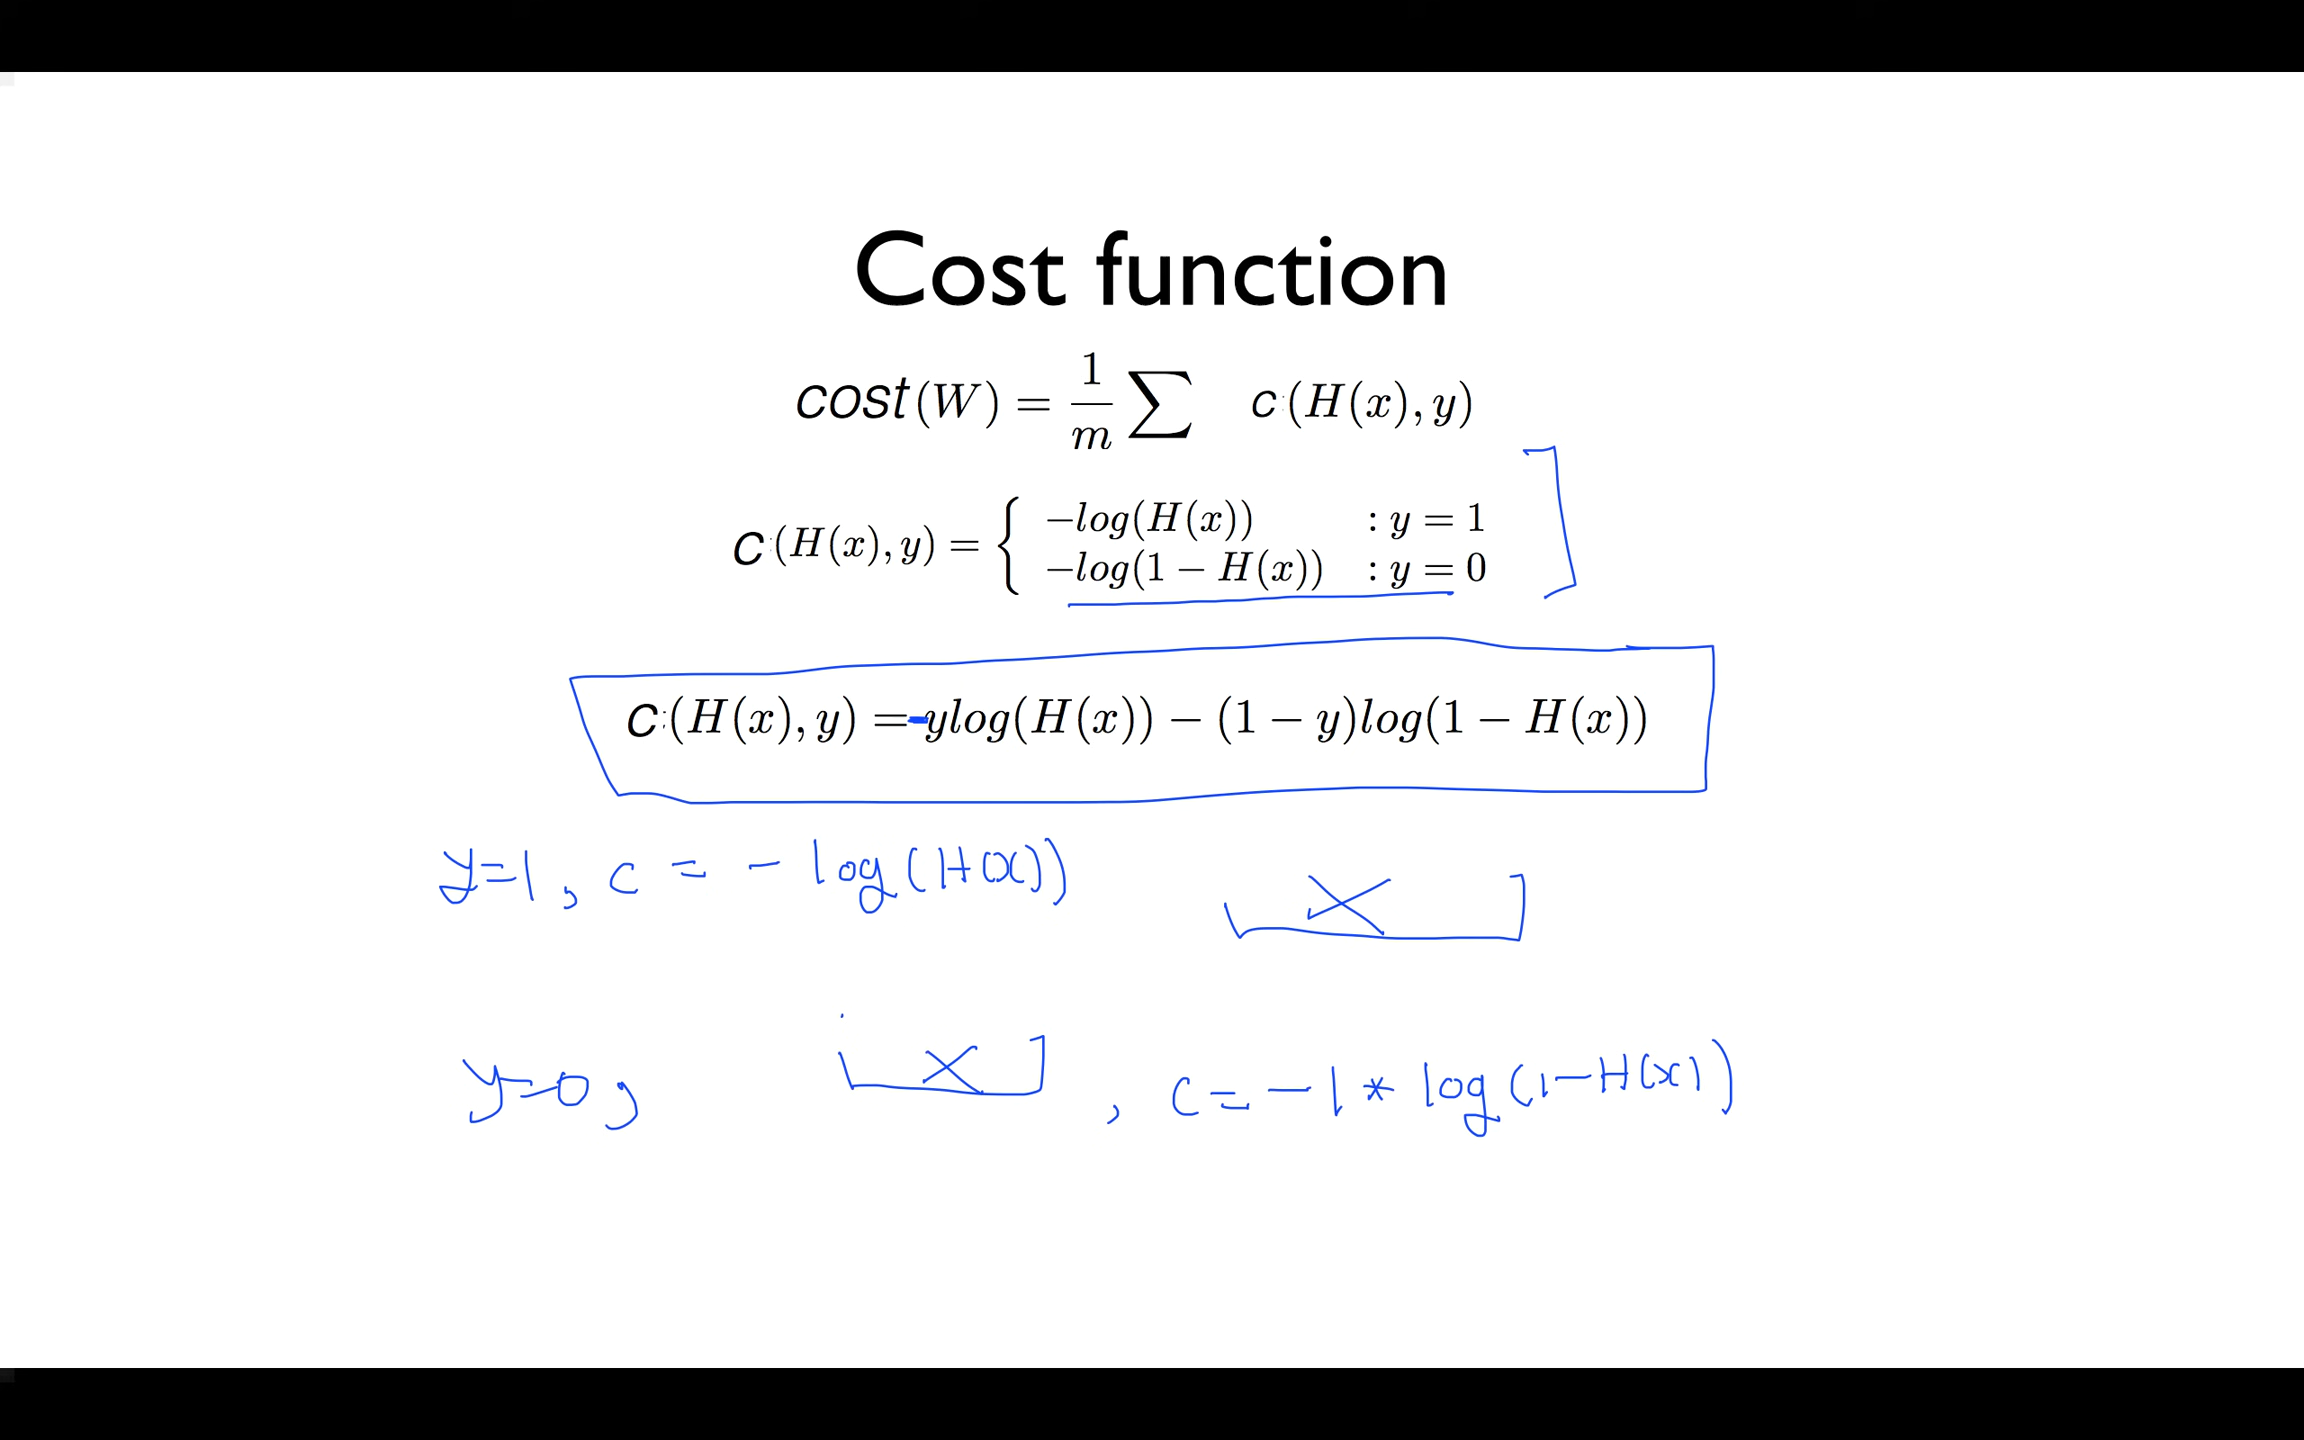 Cost function
cost(W) = 1/m ∑ c:(H(x), y)
C:(H(x), y) = { −log(H(x)) : y = 1
−log(1 − H(x)) : y = 0
C:(H(x), y) = -ylog(H(x)) − (1 − y)log(1 − H(x))
y=1, c = - log(H(x))
y=0, , c = -1 * log(1-H(x))